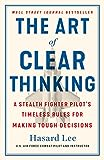 WALL STREET JOURNAL BESTSELLER
THE ART
OF
CLEAR
THINKING
A STEALTH FIGHTER PILOT'S
TIMELESS RULES FOR
MAKING TOUGH DECISIONS
HASARD LEE
U.S. AIR FORCE COMBAT PILOT AND INSTRUCTOR